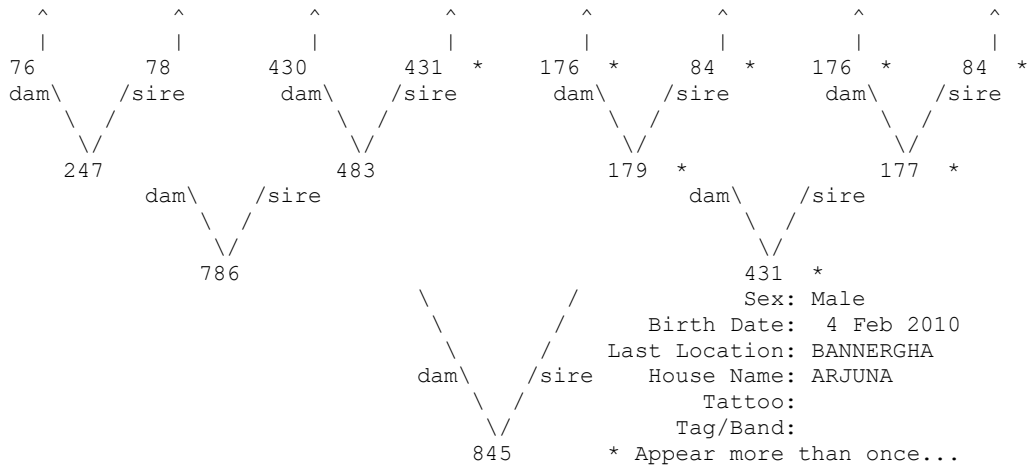 ^ ^ ^ ^ ^ ^ ^ ^
| | | | | | | |
76 78 430 431 * 176 * 84 * 176 * 84 *
dam\ /sire dam\ /sire dam\ /sire dam\ /sire
\ / \ / \ / \ /
\/ \/ \/ \/
247 483 179 * 177 *
dam\ /sire dam\ /sire
\ / \ /
\/ \/
786 431 *
\ / Sex: Male
\ / Birth Date: 4 Feb 2010
\ / Last Location: BANNERGHA
dam\ /sire House Name: ARJUNA
\ / Tattoo:
\/ Tag/Band:
845 * Appear more than once...